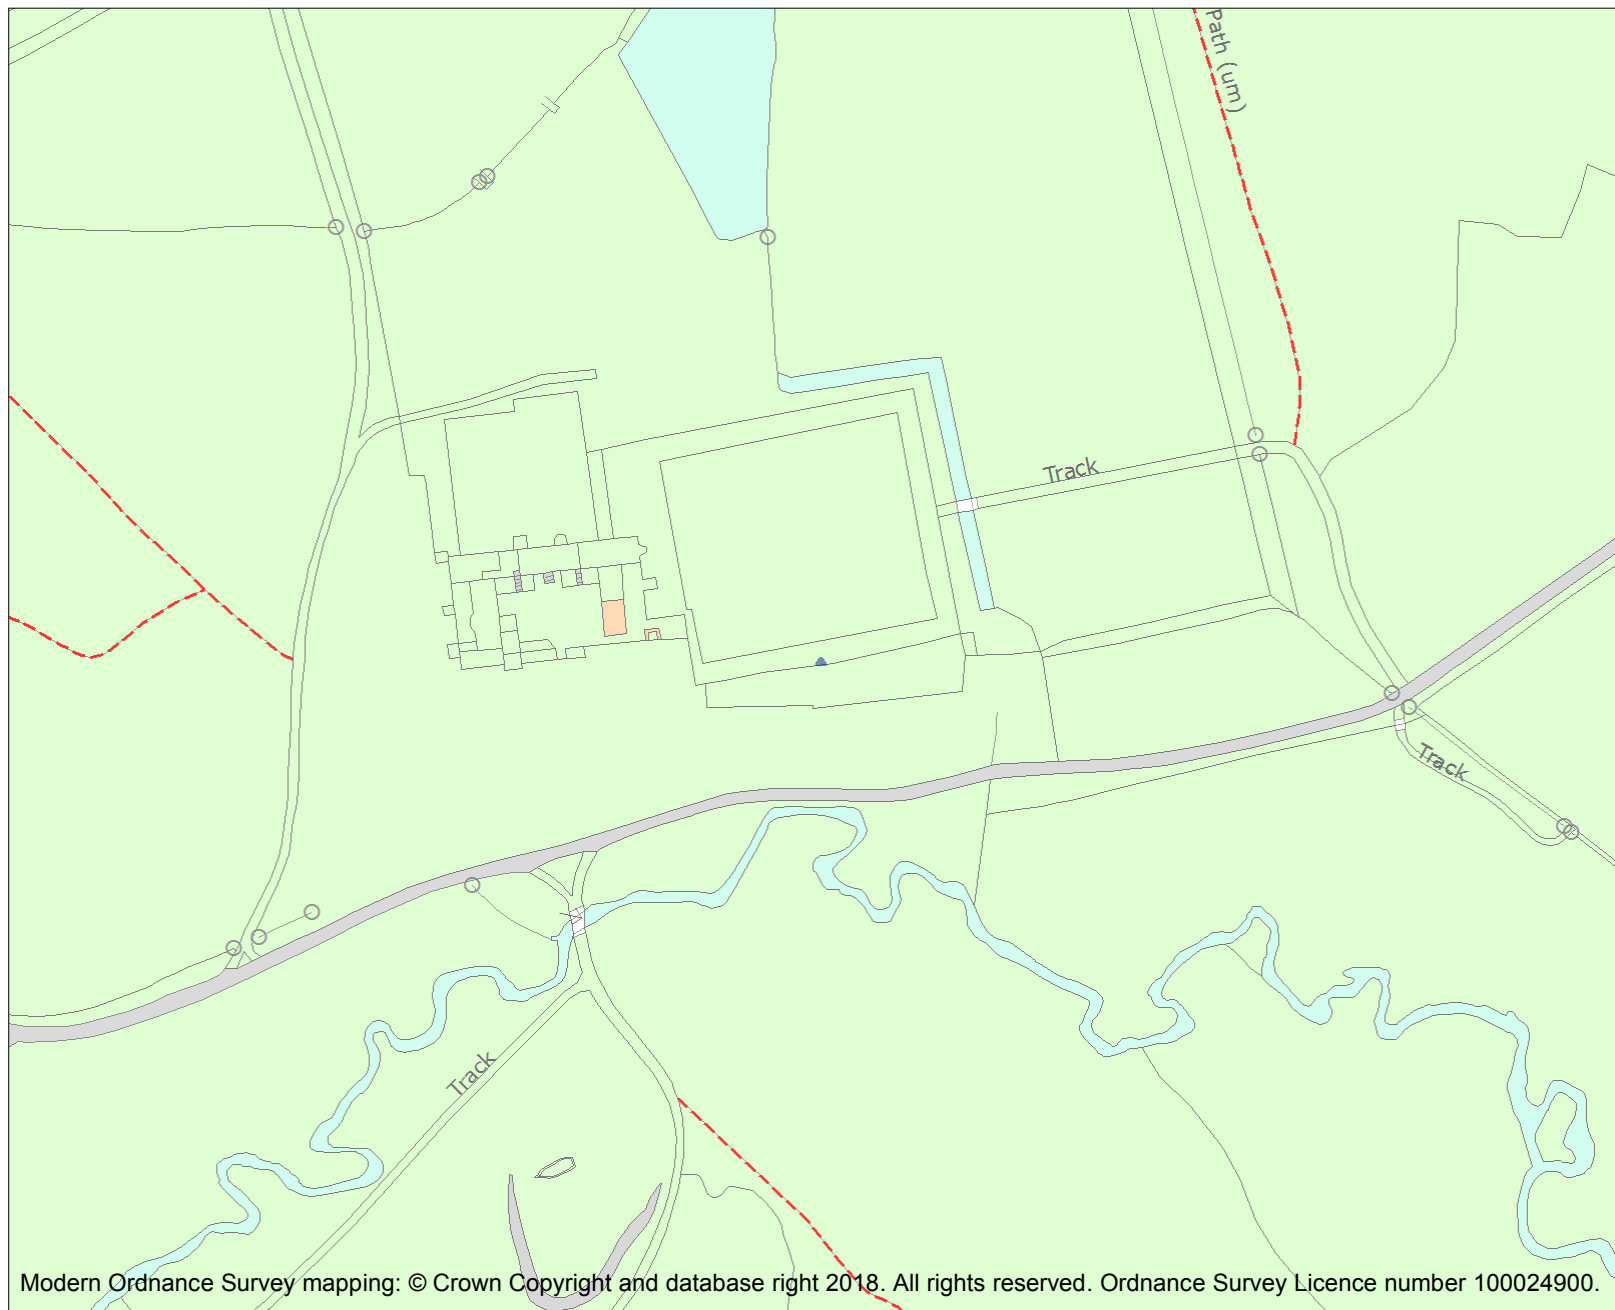 Path (um)
Track
Track
Track
Modern Ordnance Survey mapping: © Crown Copyright and database right 2018. All rights reserved. Ordnance Survey Licence number 100024900.